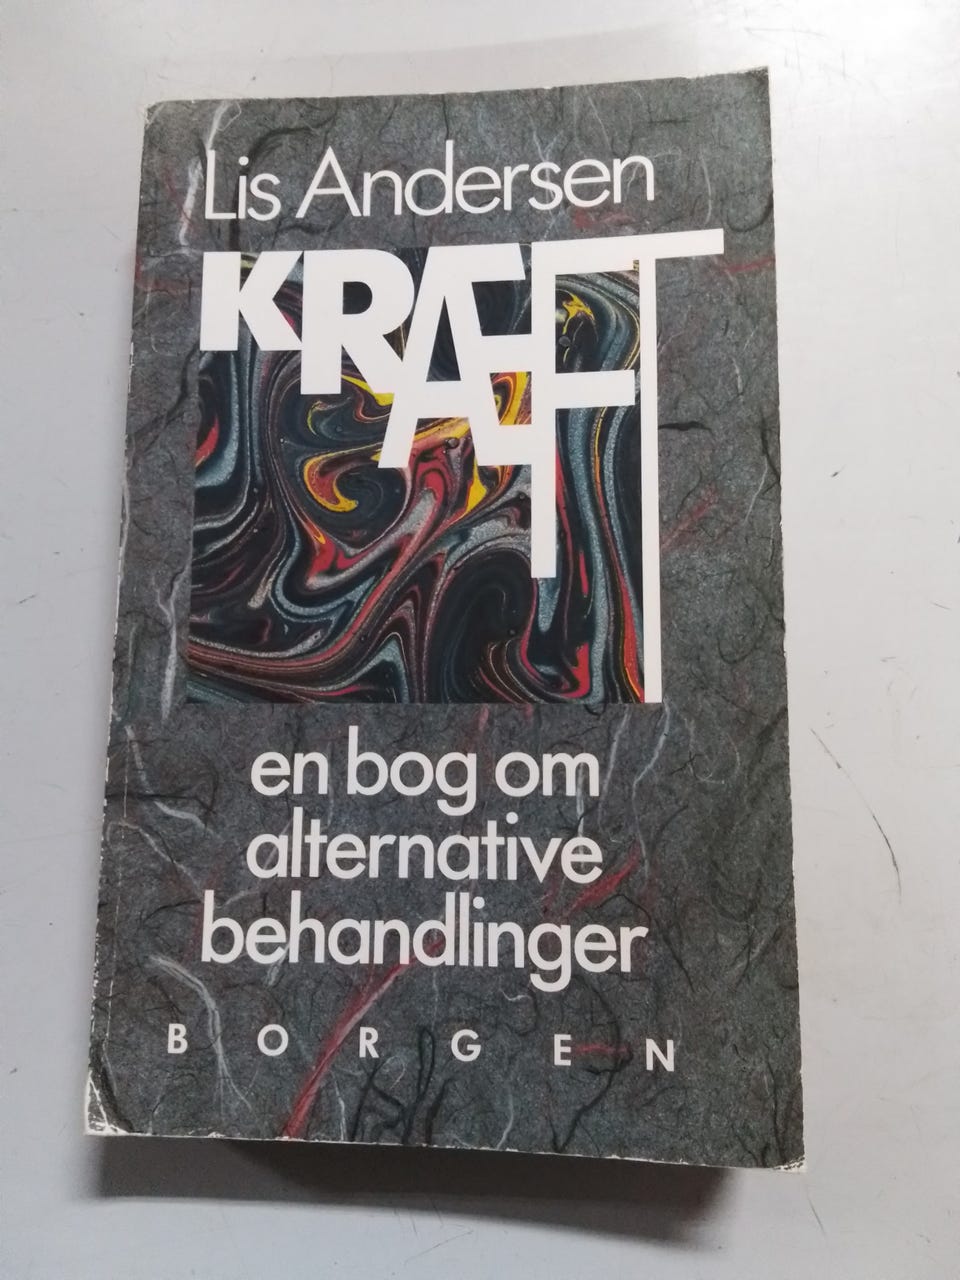 Lis Andersen
KRÆFT
en bog om
alternative
behandlinger
BORGEN